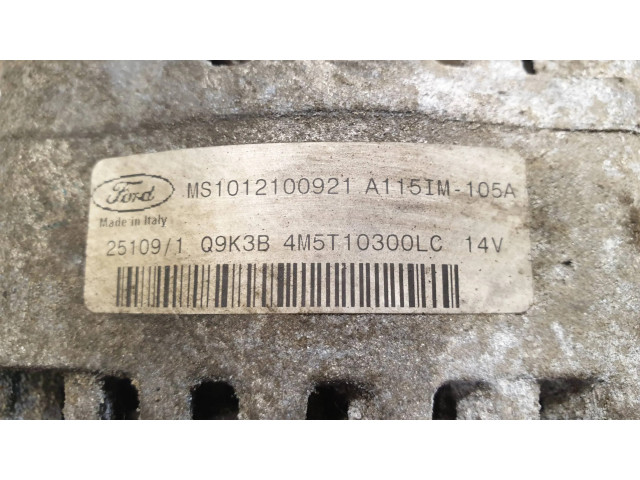 Ford MS1012100921 A115IM-105A
Made in Italy
25109/1 Q9K3B 4M5T10300LC 14V